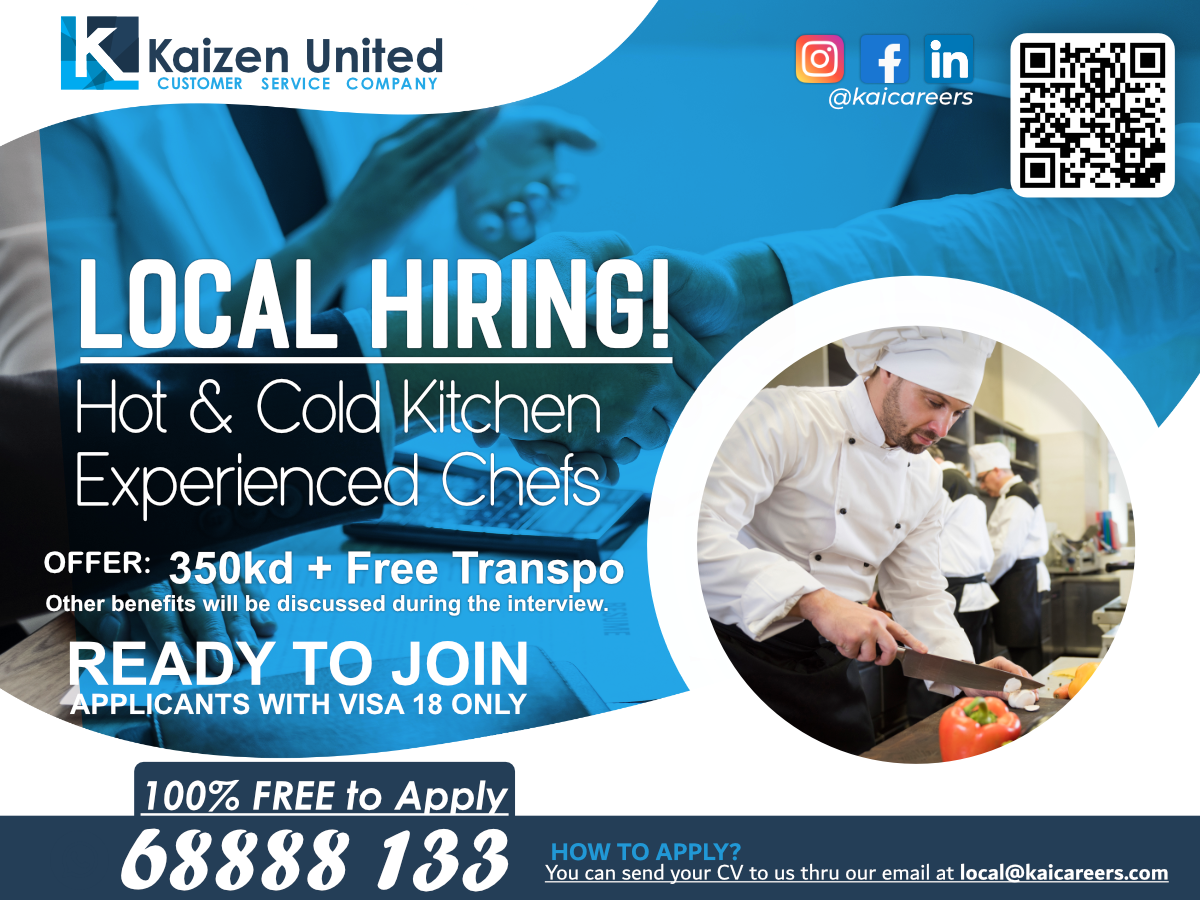 K Kaizen United
CUSTOMER SERVICE COMPANY
@kaicareers
LOCAL HIRING!
Hot & Cold Kitchen
Experienced Chefs
OFFER: 350kd + Free Transpo
Other benefits will be discussed during the interview.
READY TO JOIN
APPLICANTS WITH VISA 18 ONLY
100% FREE to Apply
68888 133
HOW TO APPLY?
You can send your CV to us thru our email at local@kaicareers.com
RESUME